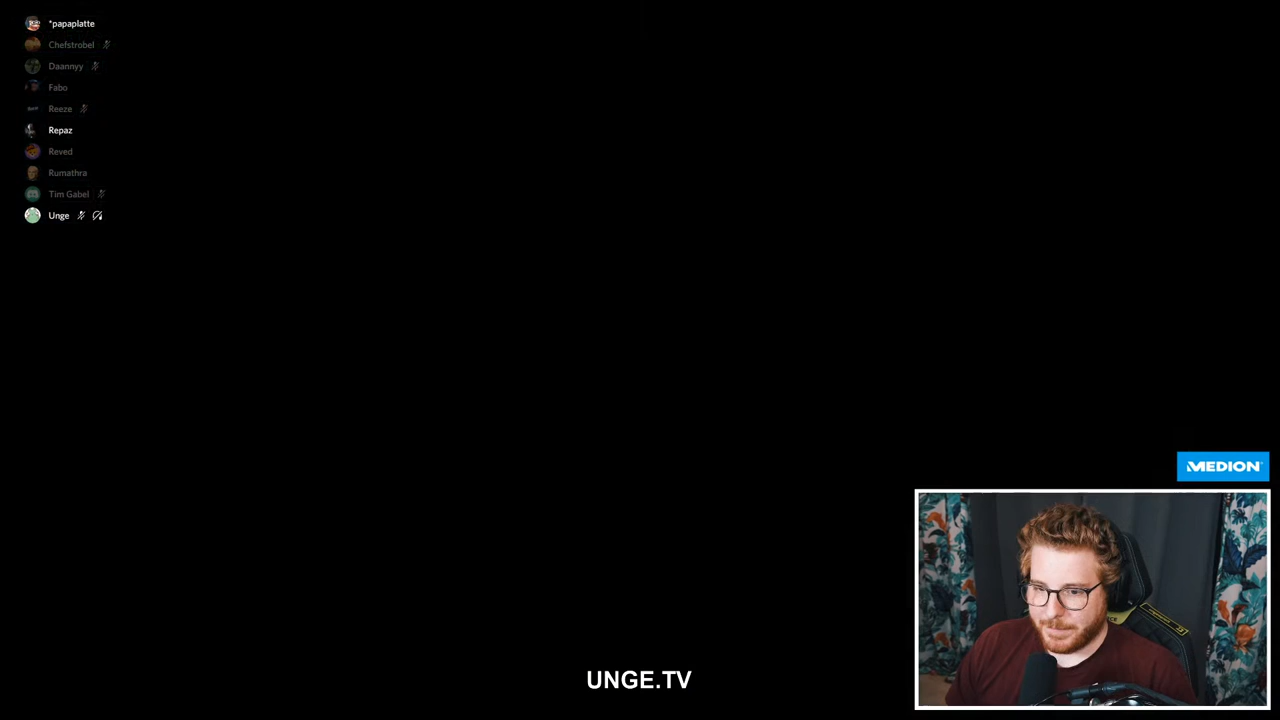 *papaplatte
Chefstrobel
Daannyy
Fabo
Reeze
Repaz
Reved
Rumathra
Tim Gabel
Unge
MEDION
UNGE.TV